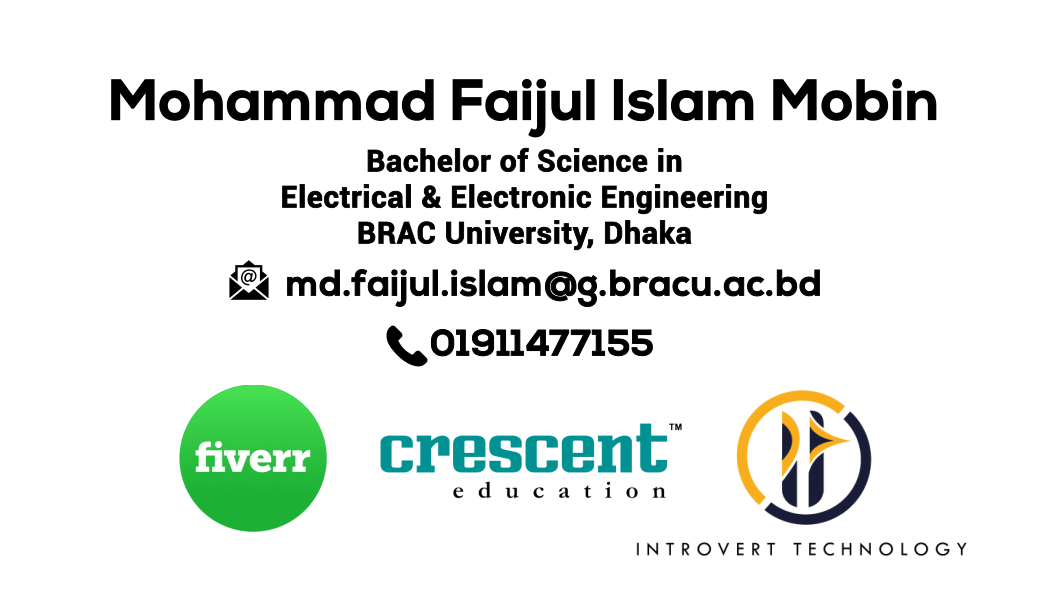 Mohammad Faijul Islam Mobin
Bachelor of Science in
Electrical & Electronic Engineering
BRAC University, Dhaka
md.faijul.islam@g.bracu.ac.bd
01911477155
fiverr
crescent™
education
INTROVERT TECHNOLOGY